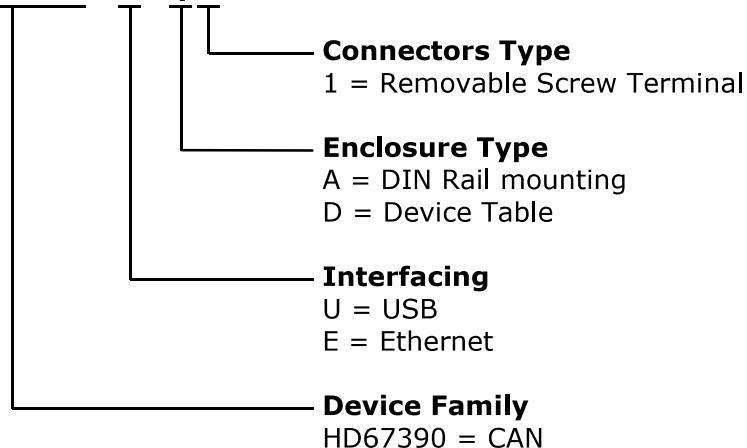 Connectors Type
1 = Removable Screw Terminal
Enclosure Type
A = DIN Rail mounting
D = Device Table
Interfacing
U = USB
E = Ethernet
Device Family
HD67390 = CAN